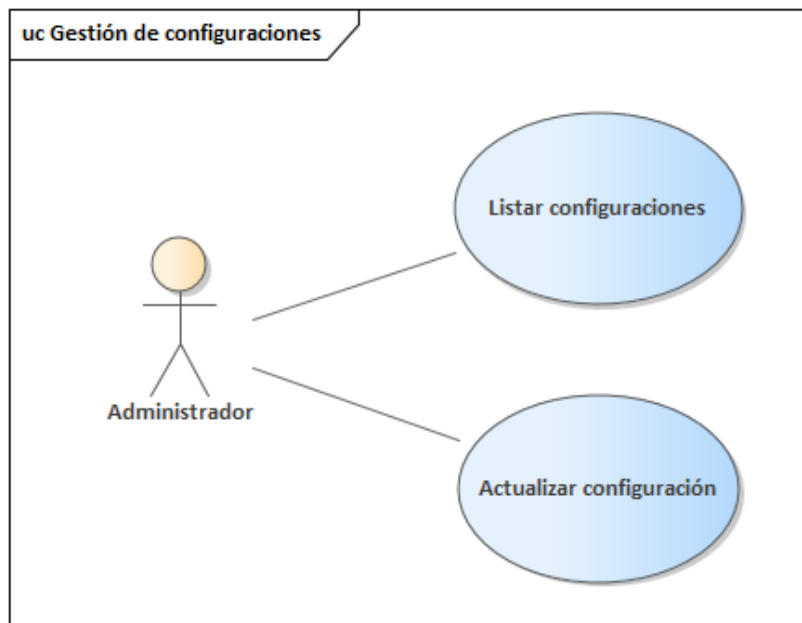 uc Gestión de configuraciones
Listar configuraciones
Administrador
Actualizar configuración